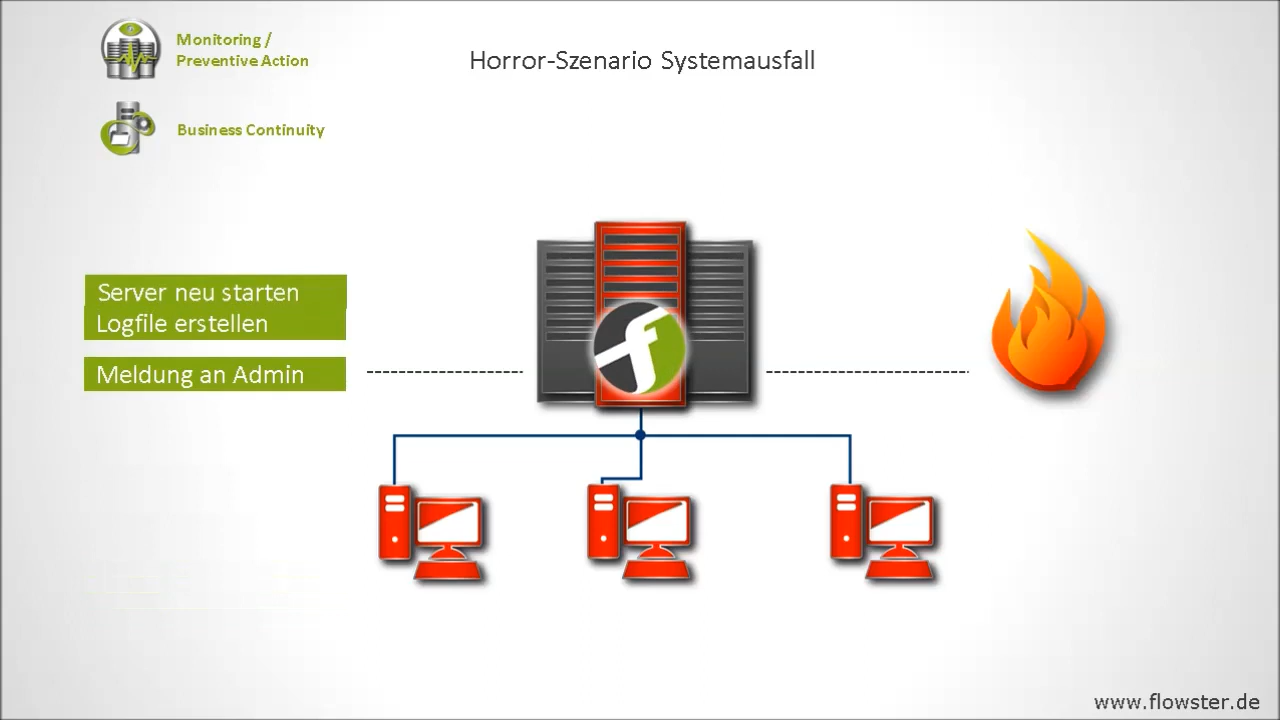 Monitoring /
Preventive Action
Horror-Szenario Systemausfall
Business Continuity
Server neu starten
Logfile erstellen
Meldung an Admin
www.flowster.de